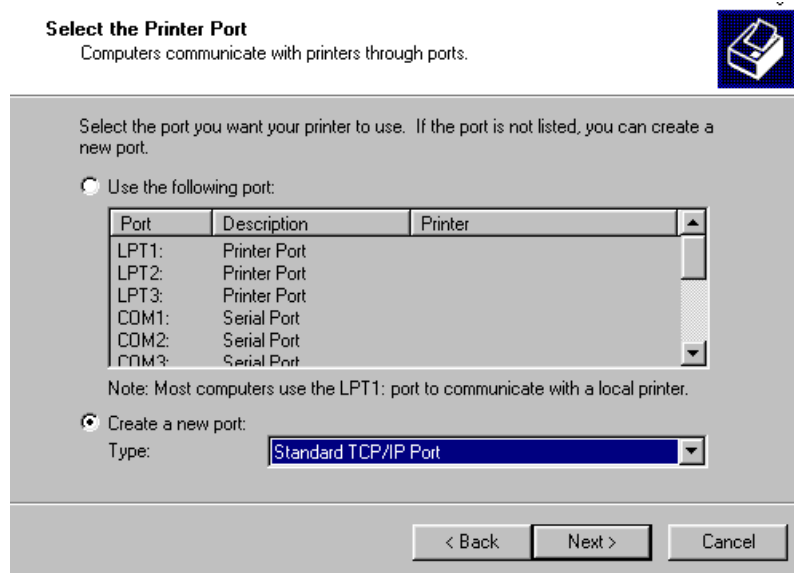 Select the Printer Port
Computers communicate with printers through ports.
Select the port you want your printer to use. If the port is not listed, you can create a
new port.
Use the following port:
Port Description Printer
LPT1: Printer Port
LPT2: Printer Port
LPT3: Printer Port
COM1: Serial Port
COM2: Serial Port
COM3: Serial Port
Note: Most computers use the LPT1: port to communicate with a local printer.
Create a new port:
Type: Standard TCP/IP Port
< Back Next > Cancel